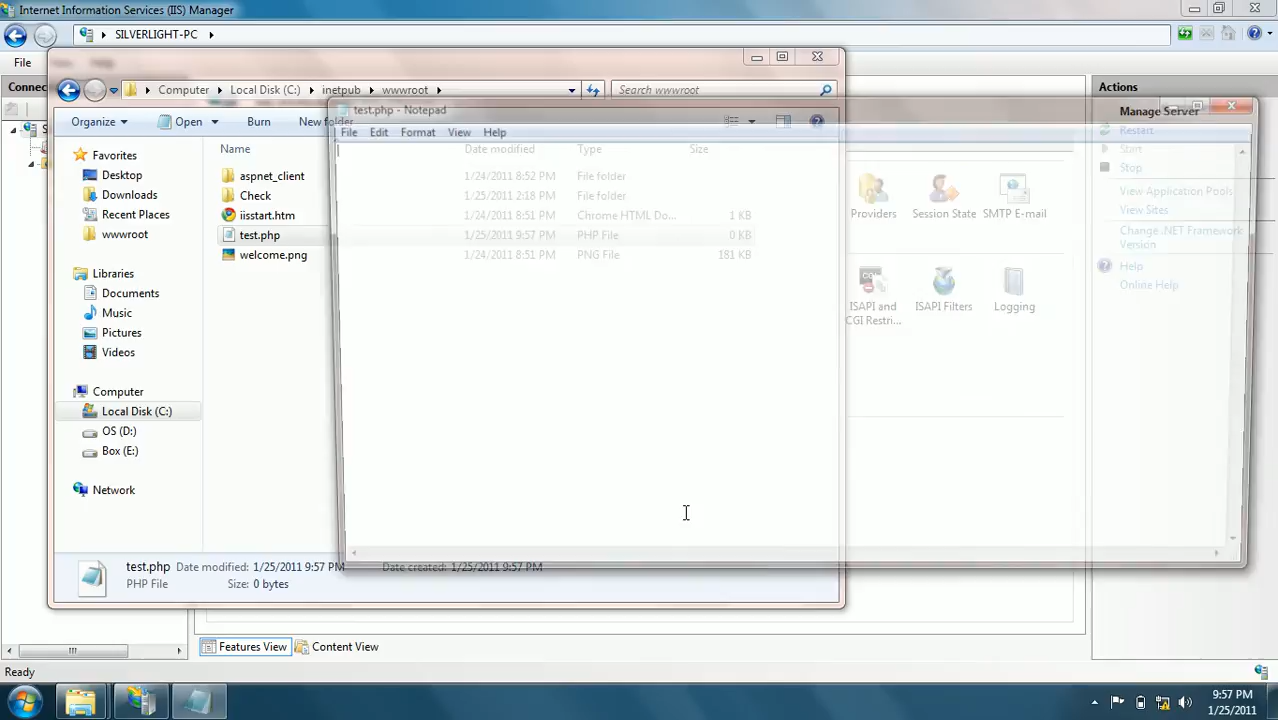 Internet Information Services (IIS) Manager
SILVERLIGHT-PC
File
Connec
Computer Local Disk (C:) inetpub wwwroot
Search wwwroot
Organize Open Burn New folder
test.php - Notepad
File Edit Format View Help
Name Date modified Type Size
aspnet_client 1/24/2011 8:52 PM File folder
Check 1/25/2011 2:18 PM File folder
iisstart.htm 1/24/2011 8:51 PM Chrome HTML Do... 1 KB
test.php 1/25/2011 9:57 PM PHP File 0 KB
welcome.png 1/24/2011 8:51 PM PNG File 181 KB
Favorites
Desktop
Downloads
Recent Places
wwwroot
Libraries
Documents
Music
Pictures
Videos
Computer
Local Disk (C:)
OS (D:)
Box (E:)
Network
test.php Date modified: 1/25/2011 9:57 PM Date created: 1/25/2011 9:57 PM
PHP File Size: 0 bytes
Providers Session State SMTP E-mail
ISAPI and
CGI Restri...
ISAPI Filters Logging
Actions
Manage Server
Restart
Start
Stop
View Application Pools
View Sites
Change .NET Framework
Version
Help
Online Help
Features View Content View
Ready
9:57 PM
1/25/2011